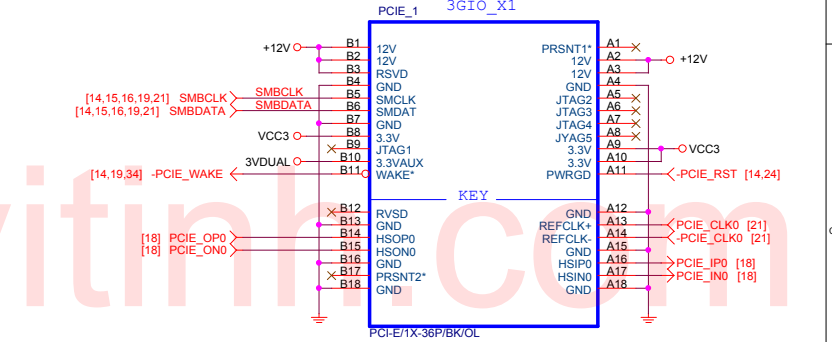 PCIE_1 3GIO_X1
+12V B1 12V PRSNT1* A1
B2 12V 12V A2 +12V
B3 RSVD 12V A3
B4 GND GND A4
[14,15,16,19,21] SMBCLK SMBCLK B5 SMCLK JTAG2 A5
[14,15,16,19,21] SMBDATA SMBDATA B6 SMDAT JTAG3 A6
B7 GND JTAG4 A7
VCC3 B8 3.3V JYAG5 A8
B9 JTAG1 3.3V A9 VCC3
3VDUAL B10 3.3VAUX 3.3V A10
[14,19,34] -PCIE_WAKE B11 WAKE* PWRGD A11 -PCIE_RST [14,24]
KEY
B12 RVSD GND A12
B13 GND REFCLK+ A13 PCIE_CLK0 [21]
[18] PCIE_OP0 B14 HSOP0 REFCLK- A14 -PCIE_CLK0 [21]
[18] PCIE_ON0 B15 HSON0 GND A15
B16 GND HSIP0 A16 PCIE_IP0 [18]
B17 PRSNT2* HSIN0 A17 PCIE_IN0 [18]
B18 GND GND A18
PCI-E/1X-36P/BK/OL
vitinh.com